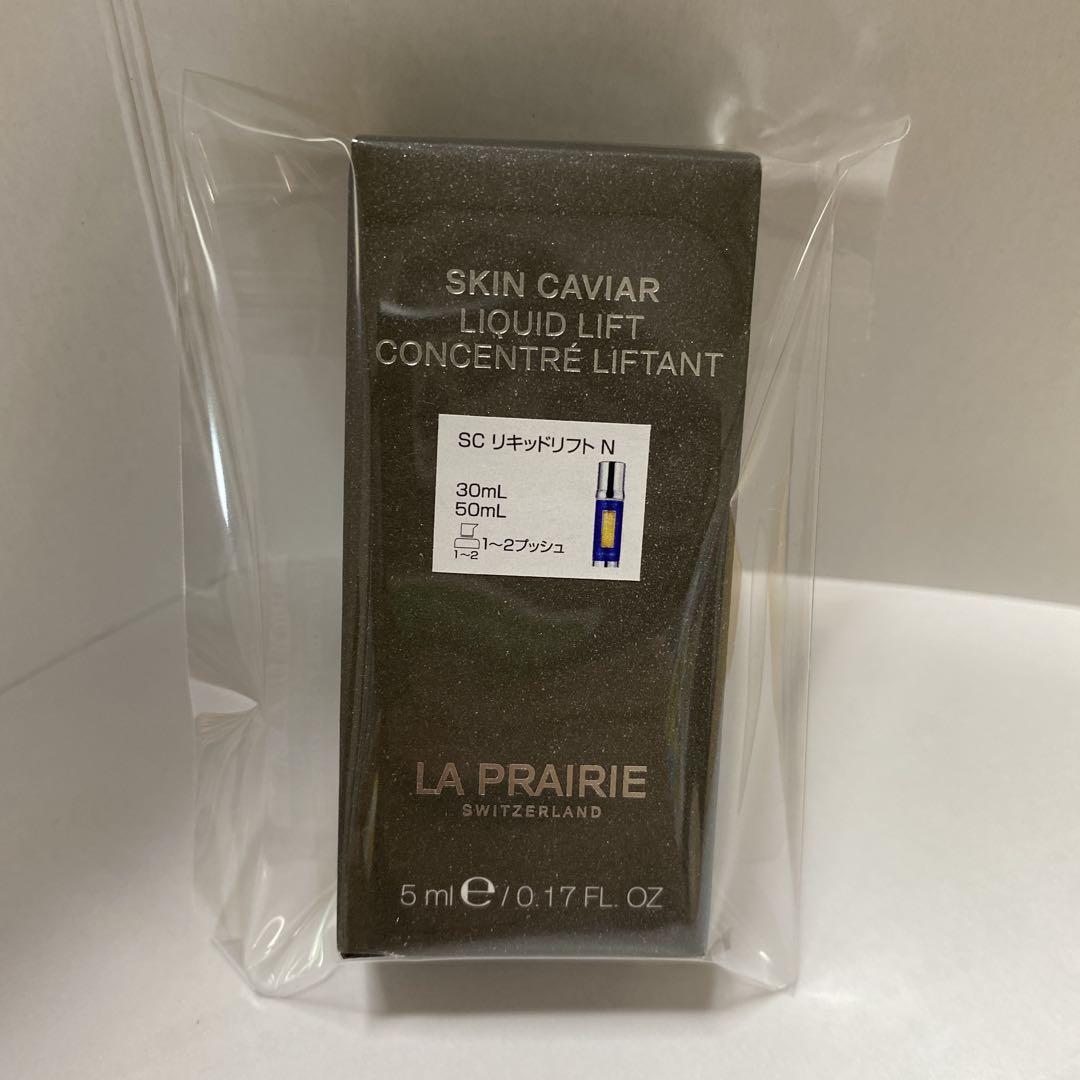 SKIN CAVIAR
LIQUID LIFT
CONCENTRÉ LIFTANT
SC リキッドリフト N
30mL
50mL
1〜2プッシュ
1〜2
LA PRAIRIE
SWITZERLAND
5 ml e / 0.17 FL. OZ